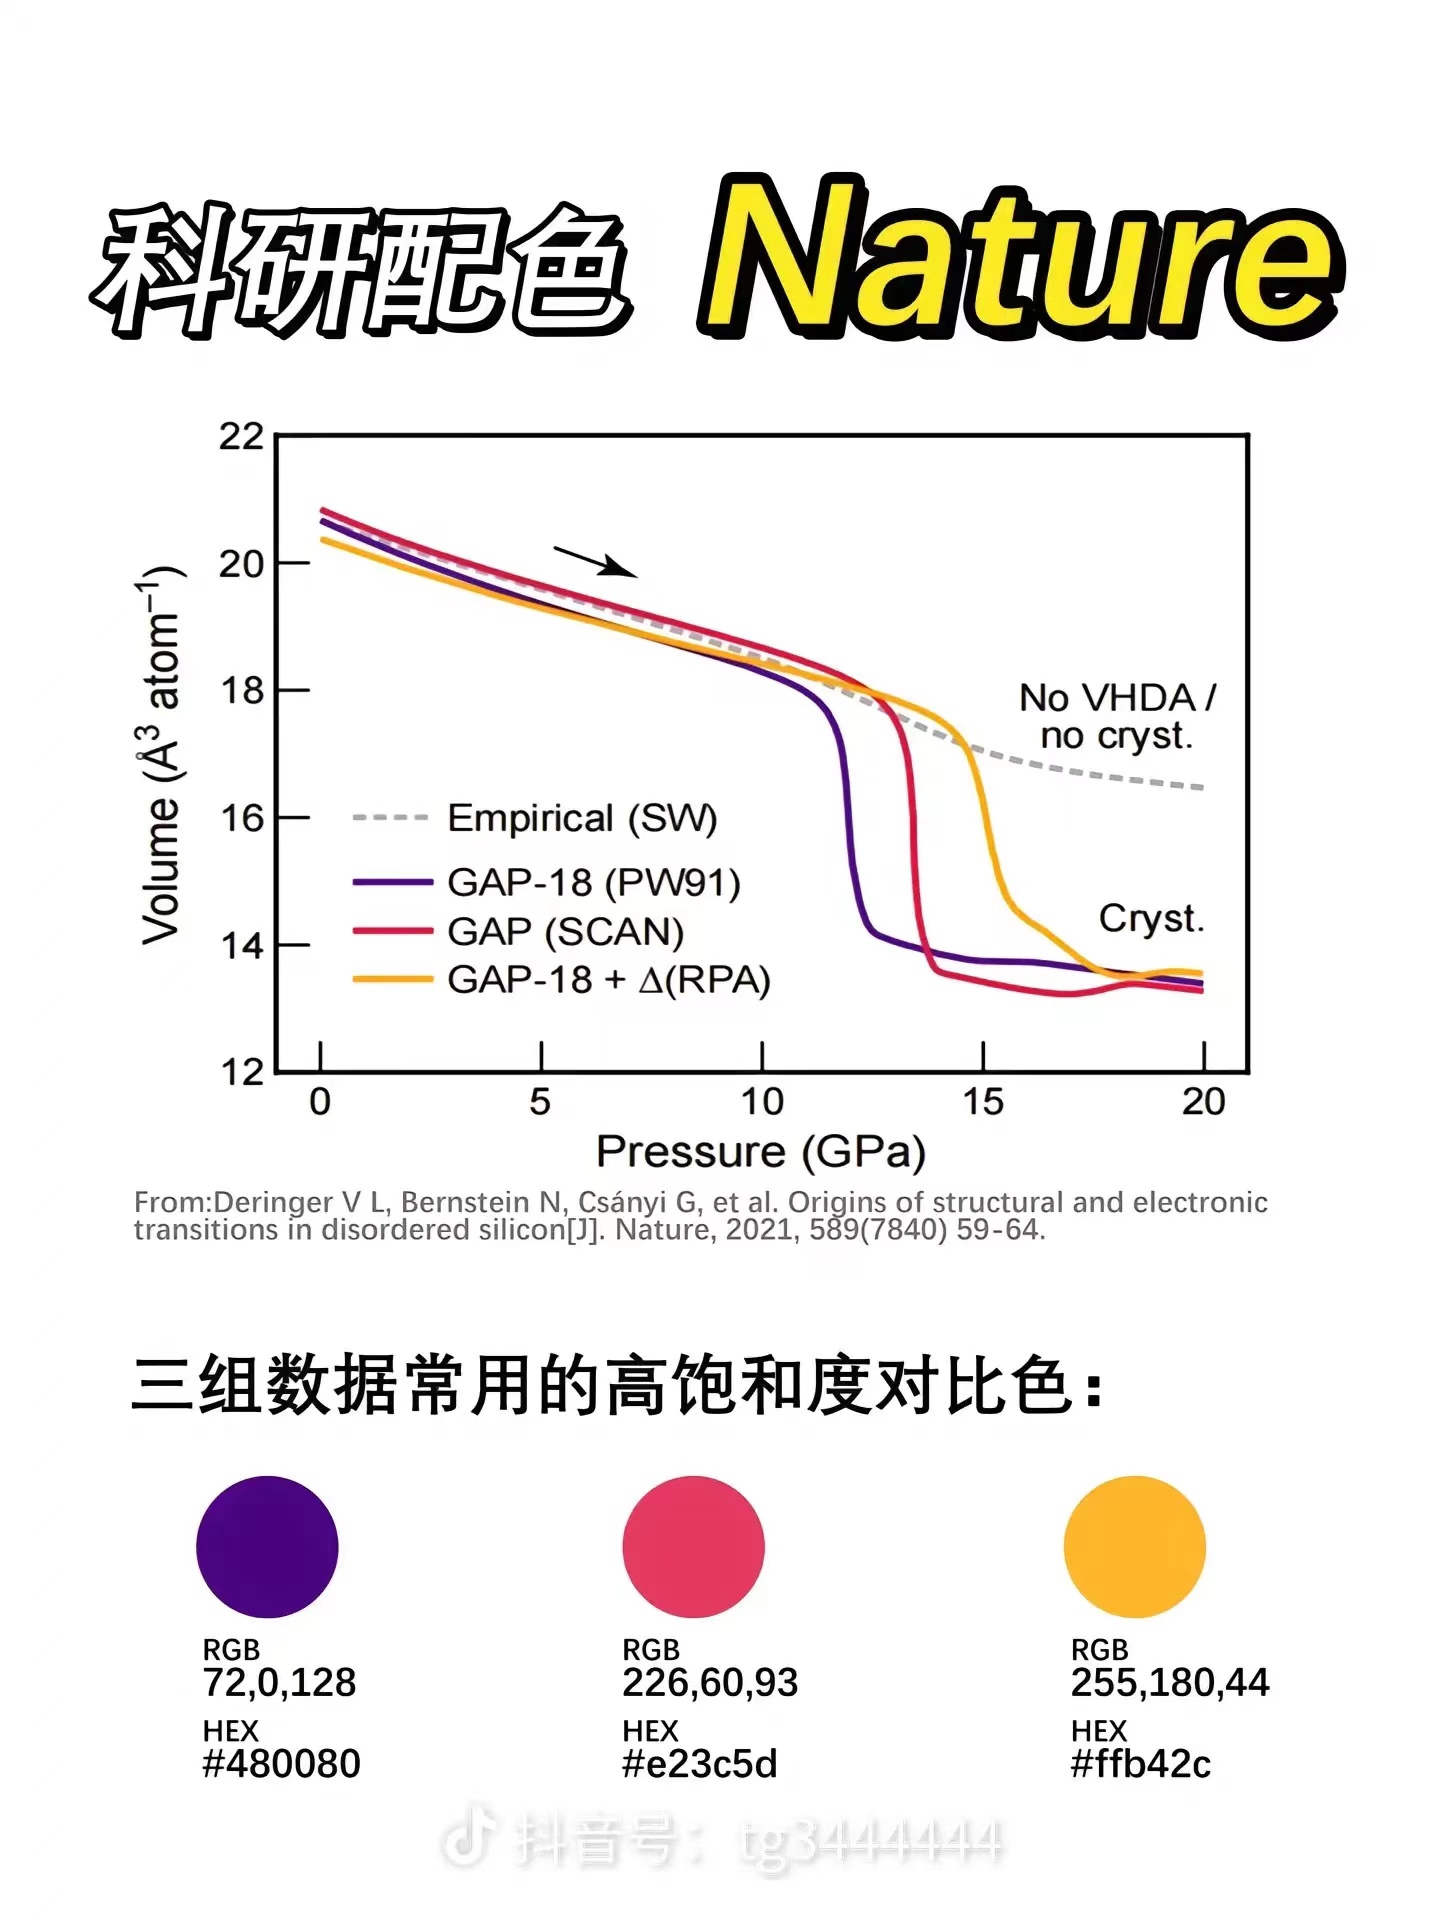 科研配色 Nature
22
20
18
16
14
12
Volume (Å³ atom⁻¹)
No VHDA /
no cryst.
Empirical (SW)
GAP-18 (PW91)
GAP (SCAN)
GAP-18 + Δ(RPA)
Cryst.
0 5 10 15 20
Pressure (GPa)
From:Deringer V L, Bernstein N, Csányi G, et al. Origins of structural and electronic
transitions in disordered silicon[J]. Nature, 2021, 589(7840) 59-64.
三组数据常用的高饱和度对比色：
RGB RGB RGB
72,0,128 226,60,93 255,180,44
HEX HEX HEX
#480080 #e23c5d #ffb42c
抖音号：tg3444444